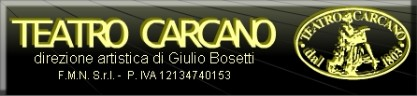 TEATRO CARCANO
direzione artistica di Giulio Bosetti
F.M.N. S.r.l. - P. IVA 12134740153
TEATRO CARCANO
dal 1803